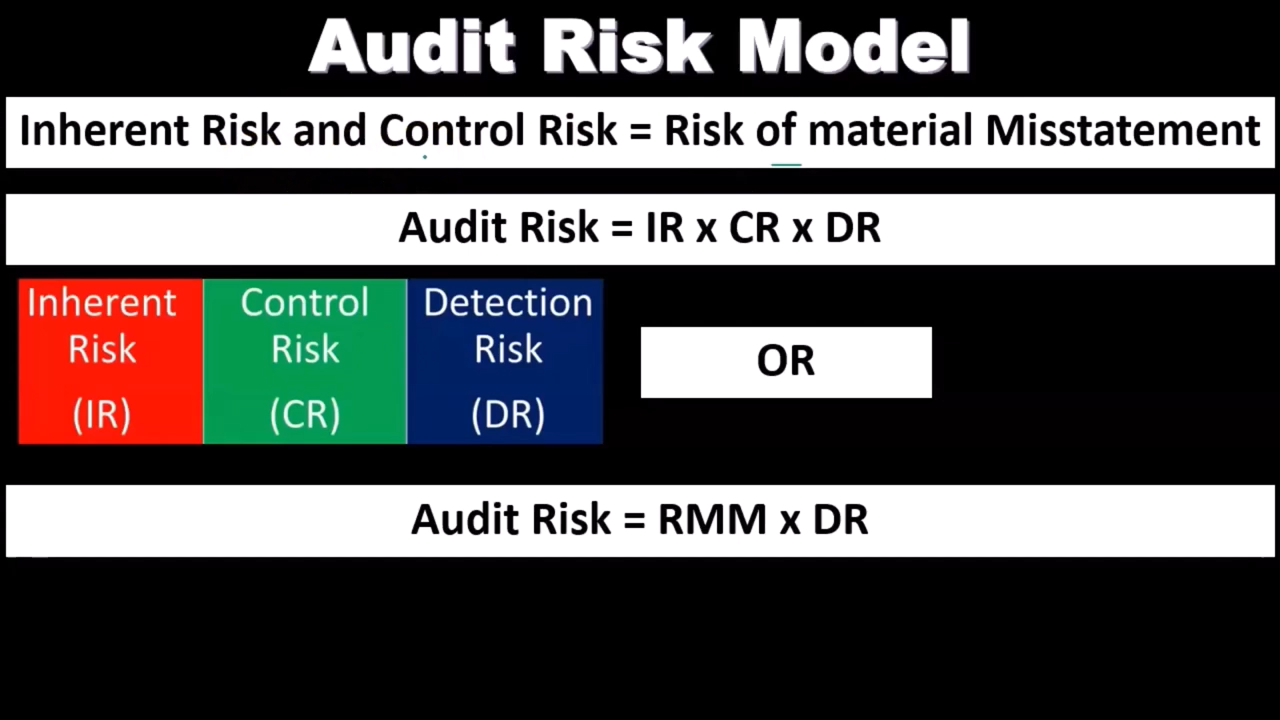 Audit Risk Model
Inherent Risk and Control Risk = Risk of material Misstatement
Audit Risk = IR x CR x DR
Inherent
Risk
(IR)
Control
Risk
(CR)
Detection
Risk
(DR)
OR
Audit Risk = RMM x DR